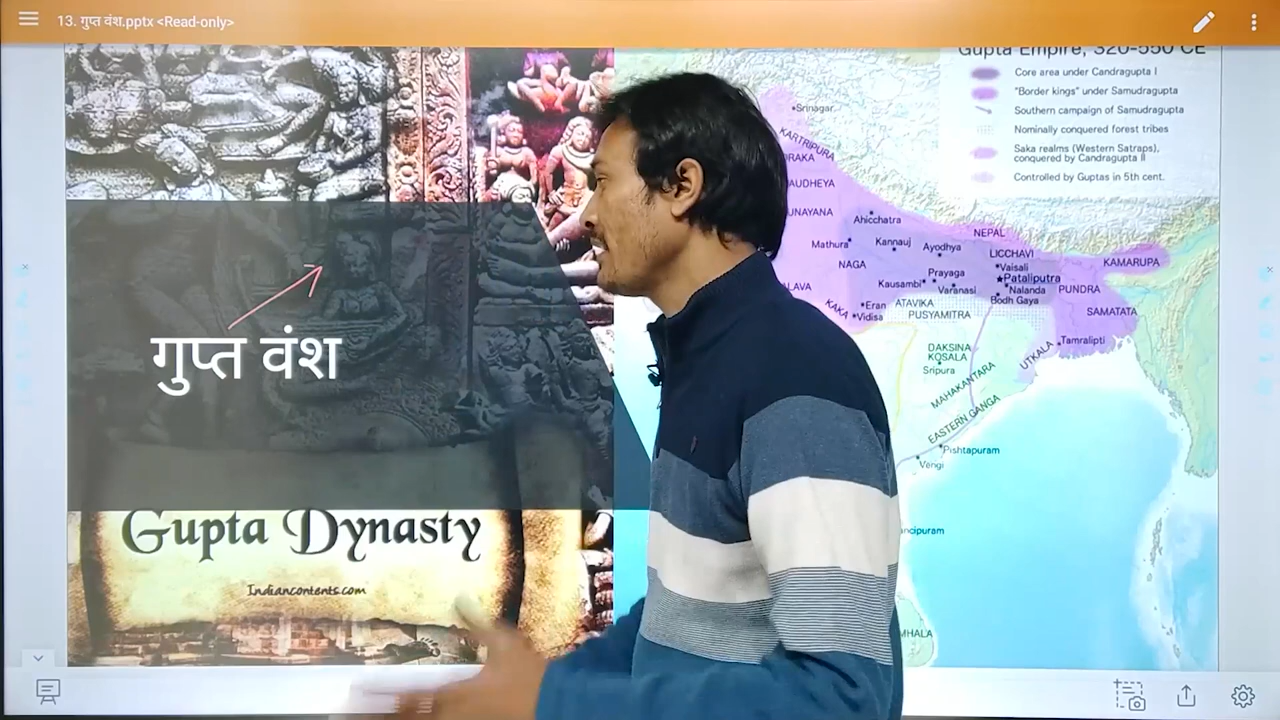 13. गुप्त वंश.pptx <Read-only>
गुप्त वंश
Gupta Dynasty
Indiancontents.com
Gupta Empire, 320-550 CE
Core area under Candragupta I
"Border kings" under Samudragupta
Southern campaign of Samudragupta
Nominally conquered forest tribes
Saka realms (Western Satraps),
conquered by Candragupta II
Controlled by Guptas in 5th cent.
Srinagar
KARTRIPURA
Ahicchatra
Mathura
Kannauj
Ayodhya
NEPAL
LICCHAVI
KAMARUPA
Vaisali
NAGA
Prayaga
Pataliputra
Kausambi
Varanasi
Nalanda
PUNDRA
Bodh Gaya
KAKA
Eran
ATAVIKA
Vidisa
PUSYAMITRA
SAMATATA
Tamralipti
UTKALA
DAKSINA
KOSALA
Sripura
MAHAKANTARA
EASTERN GANGA
Pishtapuram
Vengi